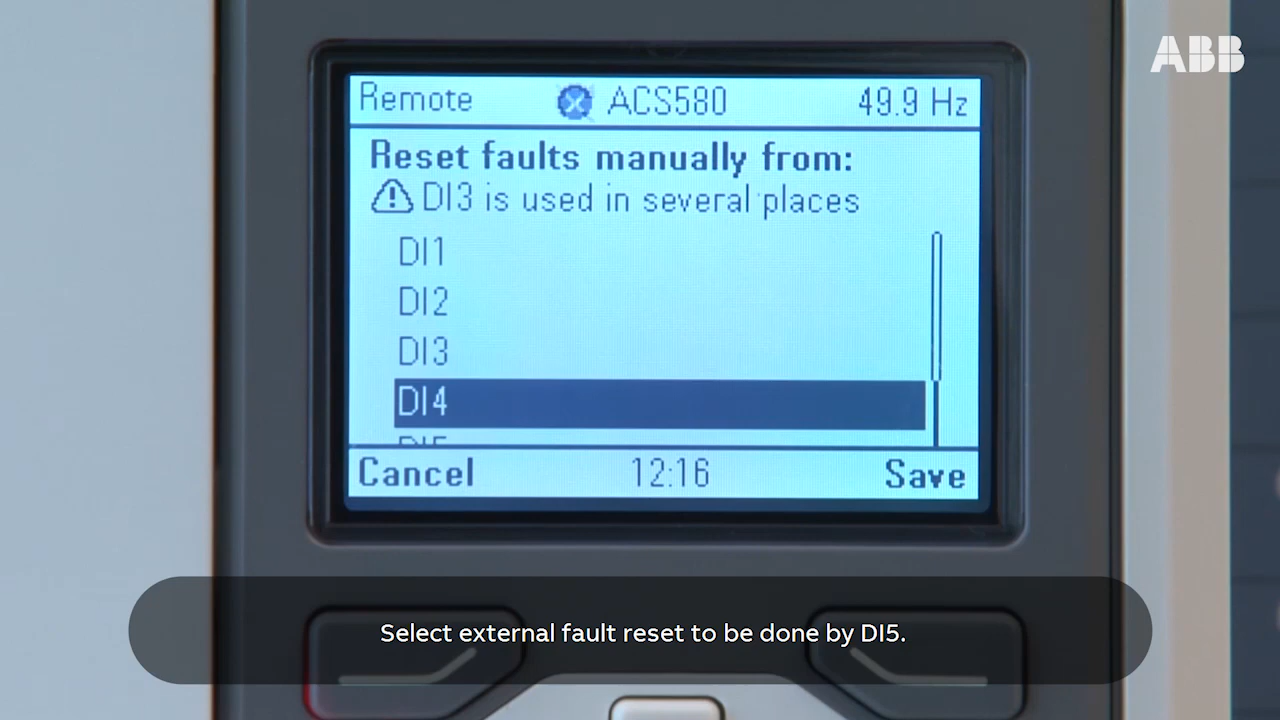 ABB
Remote ACS580 49.9 Hz
Reset faults manually from:
DI3 is used in several places
DI1
DI2
DI3
DI4
DI5
Cancel 12:16 Save
Select external fault reset to be done by DI5.